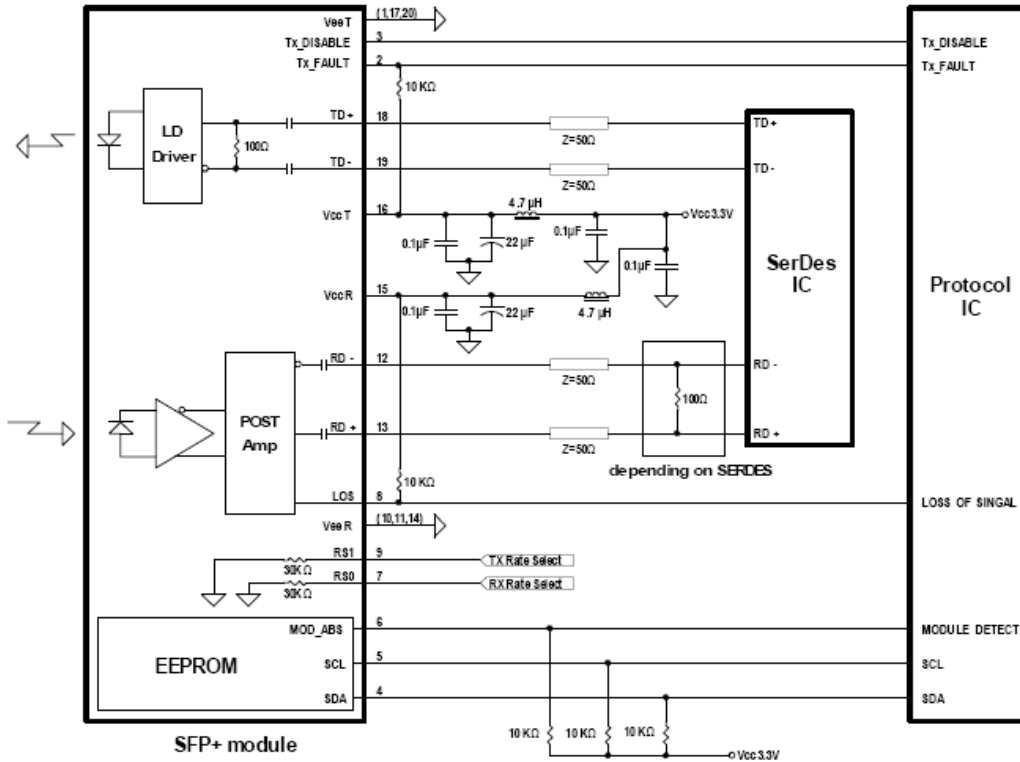 VeeT
(1,17,20)
Tx_DISABLE
3
Tx_DISABLE
Tx_FAULT
2
Tx_FAULT
10 KΩ
LD
Driver
100Ω
TD+
18
Z=50Ω
TD+
TD-
19
Z=50Ω
TD-
VccT
16
4.7 µH
Vcc3.3V
0.1µF
22 µF
0.1µF
0.1µF
SerDes
IC
Protocol
IC
VccR
15
0.1µF
22 µF
4.7 µH
RD -
12
Z=50Ω
RD -
100Ω
POST
Amp
RD +
13
Z=50Ω
RD +
depending on SERDES
10 KΩ
LOS
8
LOSS OF SINGAL
VeeR
(10,11,14)
RS1
9
TX Rate Select
30KΩ
RS0
7
RX Rate Select
30KΩ
MOD_ABS
6
MODULE DETECT
EEPROM
SCL
5
SCL
SDA
4
SDA
10 KΩ
10 KΩ
10 KΩ
Vcc3.3V
SFP+ module